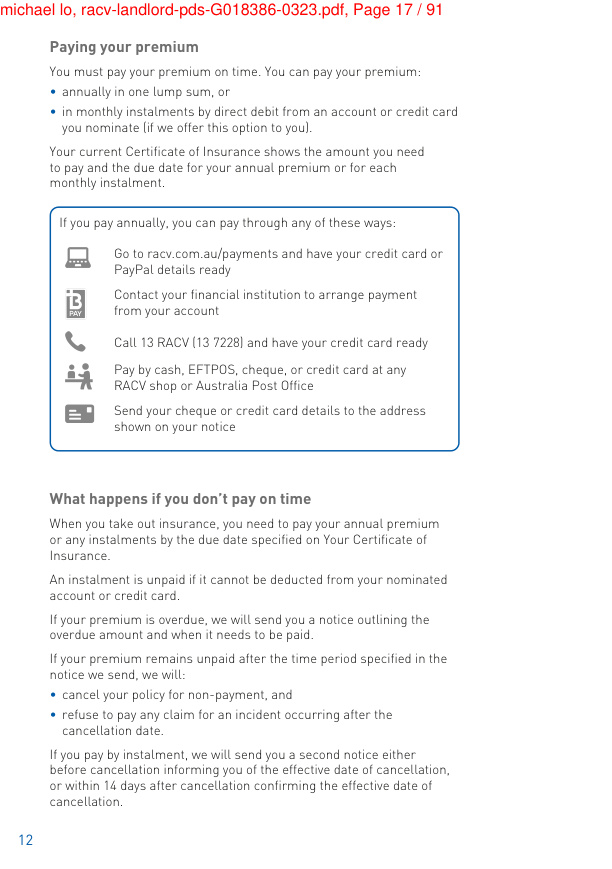 michael lo, racv-landlord-pds-G018386-0323.pdf, Page 17 / 91
Paying your premium
You must pay your premium on time. You can pay your premium:
• annually in one lump sum, or
• in monthly instalments by direct debit from an account or credit card
you nominate (if we offer this option to you).
Your current Certificate of Insurance shows the amount you need
to pay and the due date for your annual premium or for each
monthly instalment.
If you pay annually, you can pay through any of these ways:
Go to racv.com.au/payments and have your credit card or
PayPal details ready
B
PAY
Contact your financial institution to arrange payment
from your account
Call 13 RACV (13 7228) and have your credit card ready
Pay by cash, EFTPOS, cheque, or credit card at any
RACV shop or Australia Post Office
Send your cheque or credit card details to the address
shown on your notice
What happens if you don’t pay on time
When you take out insurance, you need to pay your annual premium
or any instalments by the due date specified on Your Certificate of
Insurance.
An instalment is unpaid if it cannot be deducted from your nominated
account or credit card.
If your premium is overdue, we will send you a notice outlining the
overdue amount and when it needs to be paid.
If your premium remains unpaid after the time period specified in the
notice we send, we will:
• cancel your policy for non-payment, and
• refuse to pay any claim for an incident occurring after the
cancellation date.
If you pay by instalment, we will send you a second notice either
before cancellation informing you of the effective date of cancellation,
or within 14 days after cancellation confirming the effective date of
cancellation.
12